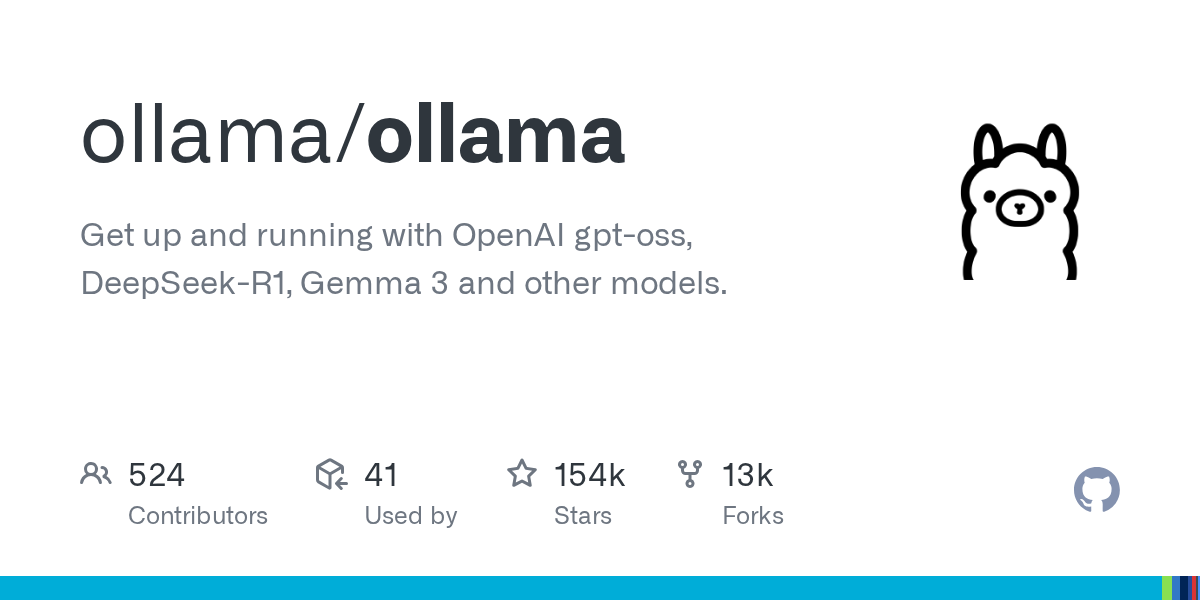 ollama/ollama
Get up and running with OpenAI gpt-oss,
DeepSeek-R1, Gemma 3 and other models.
524 41 154k 13k
Contributors Used by Stars Forks